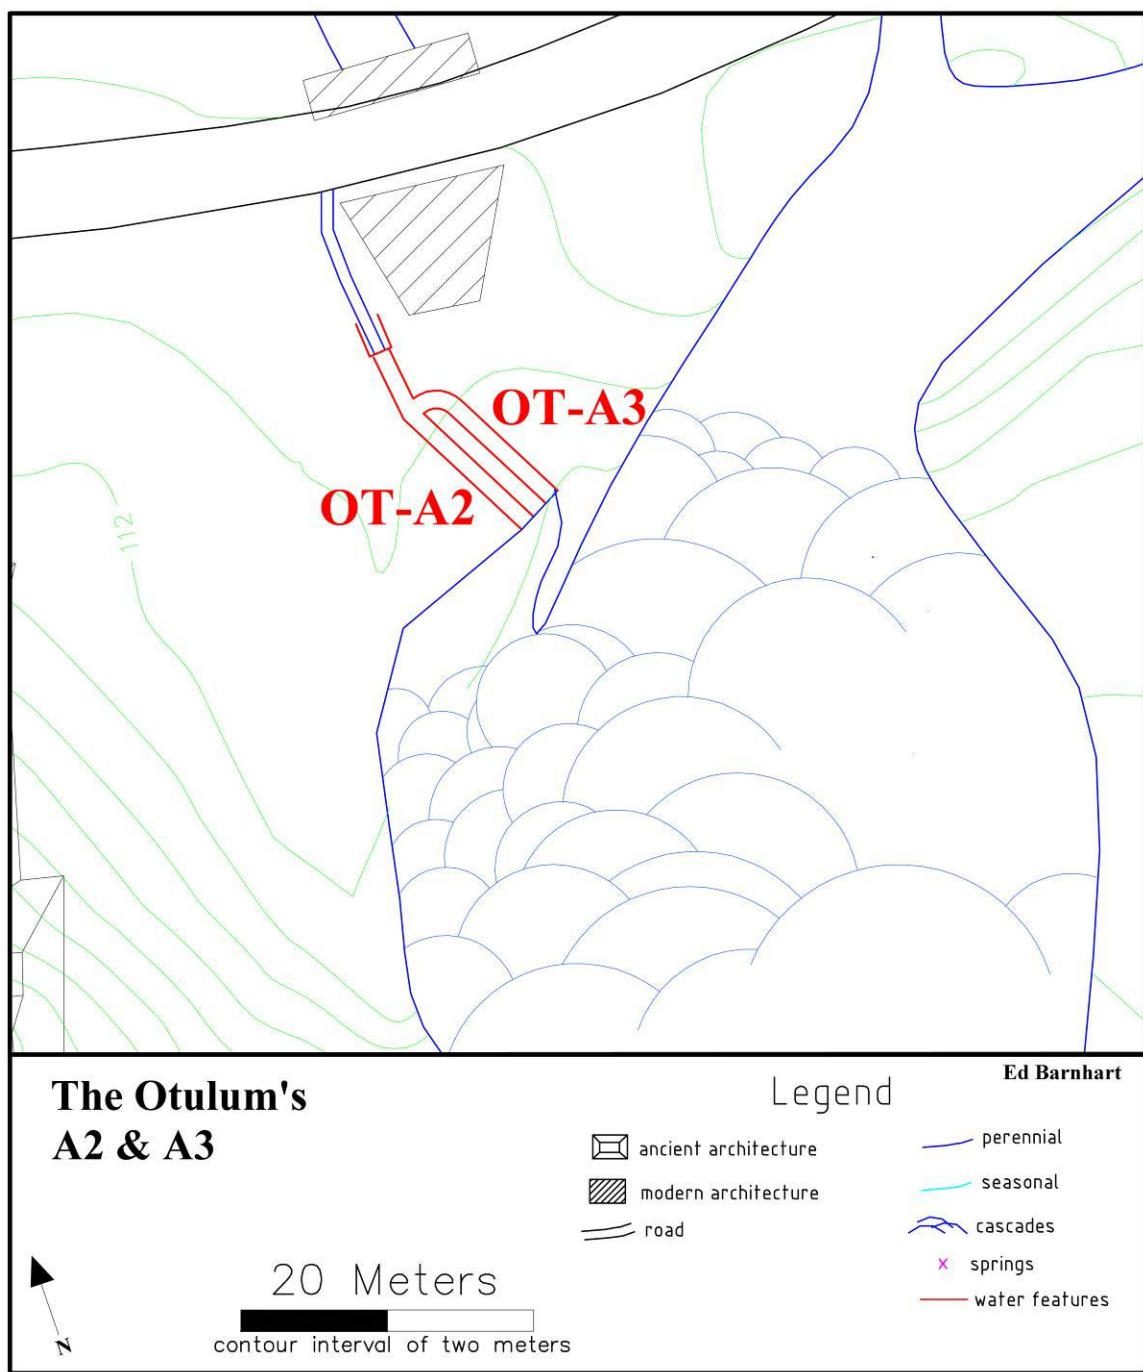 OT-A3
OT-A2
112
The Otulum's
A2 & A3
Ed Barnhart
Legend
ancient architecture
modern architecture
road
perennial
seasonal
cascades
springs
water features
N
20 Meters
contour interval of two meters